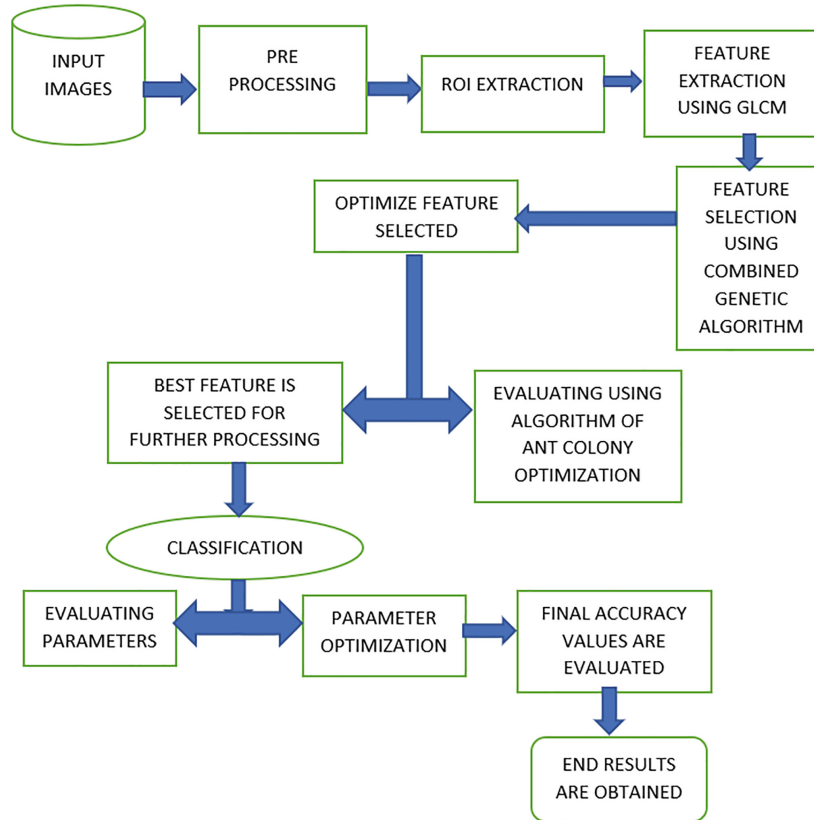 INPUT
IMAGES
PRE
PROCESSING
ROI EXTRACTION
FEATURE
EXTRACTION
USING GLCM
FEATURE
SELECTION
USING
COMBINED
GENETIC
ALGORITHM
OPTIMIZE FEATURE
SELECTED
BEST FEATURE IS
SELECTED FOR
FURTHER PROCESSING
EVALUATING USING
ALGORITHM OF
ANT COLONY
OPTIMIZATION
CLASSIFICATION
EVALUATING
PARAMETERS
PARAMETER
OPTIMIZATION
FINAL ACCURACY
VALUES ARE
EVALUATED
END RESULTS
ARE OBTAINED